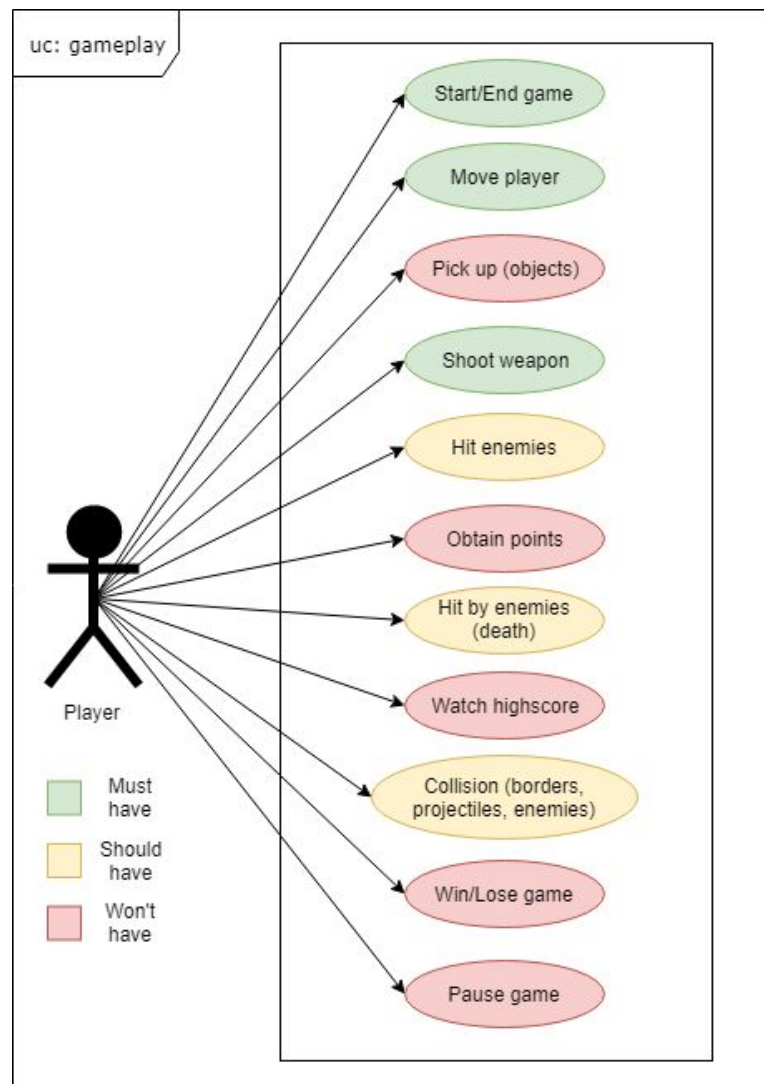 uc: gameplay
Start/End game
Move player
Pick up (objects)
Shoot weapon
Hit enemies
Obtain points
Hit by enemies
(death)
Watch highscore
Collision (borders,
projectiles, enemies)
Win/Lose game
Pause game
Player
Must
have
Should
have
Won't
have